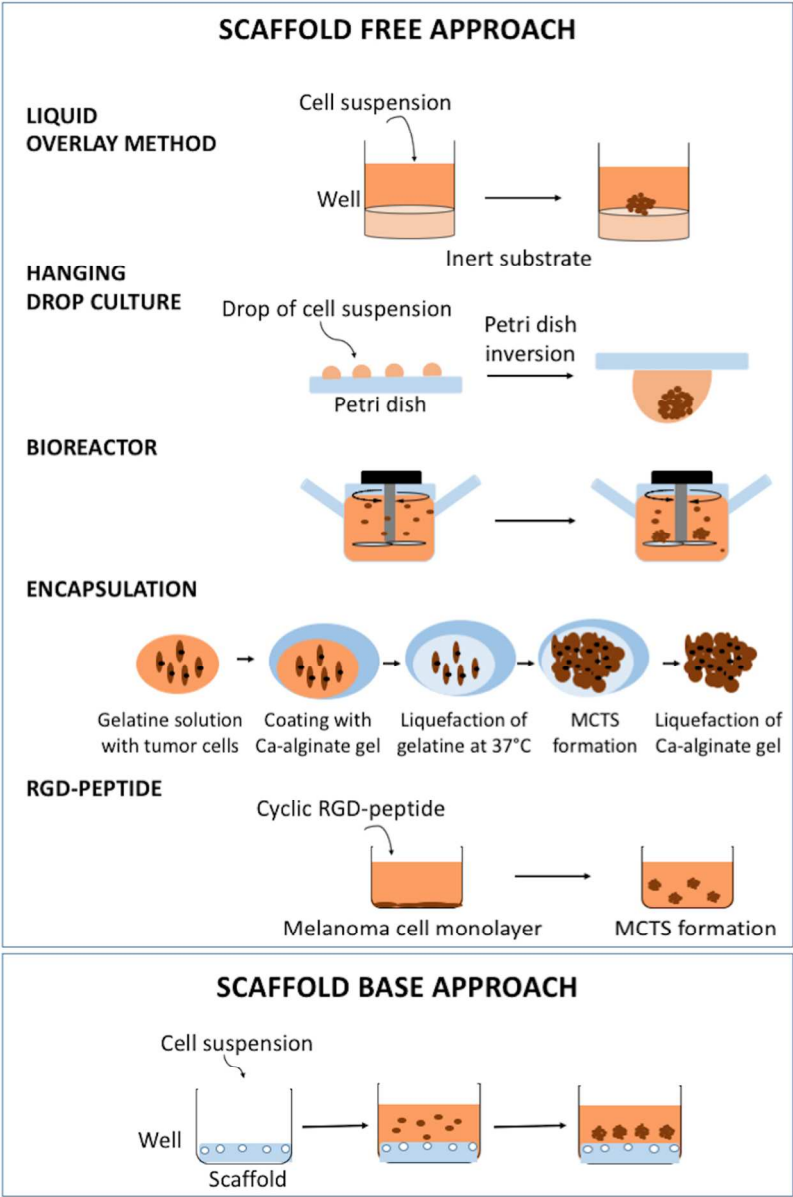 SCAFFOLD FREE APPROACH
LIQUID
OVERLAY METHOD
Cell suspension
Well
Inert substrate
HANGING
DROP CULTURE
Drop of cell suspension
Petri dish
Petri dish
inversion
BIOREACTOR
ENCAPSULATION
Gelatine solution
with tumor cells
Coating with
Ca-alginate gel
Liquefaction of
gelatine at 37°C
MCTS
formation
Liquefaction of
Ca-alginate gel
RGD-PEPTIDE
Cyclic RGD-peptide
Melanoma cell monolayer
MCTS formation
SCAFFOLD BASE APPROACH
Cell suspension
Well
Scaffold